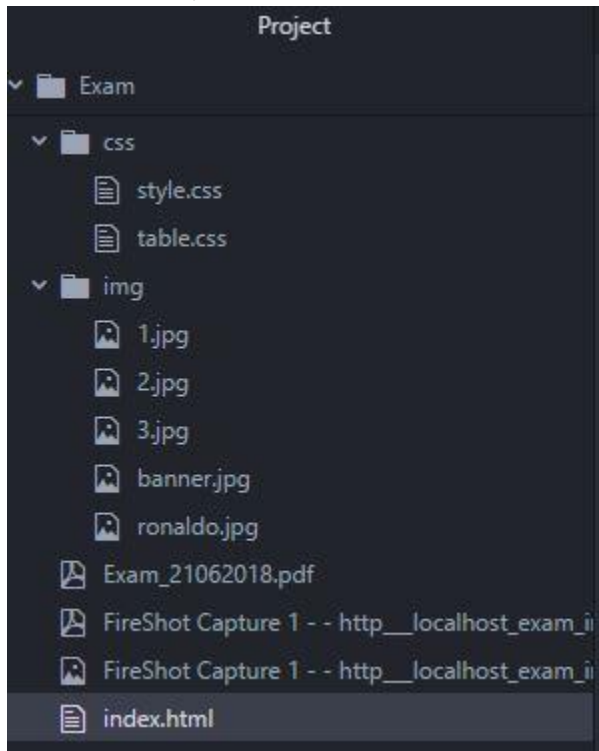 Project
Exam
css
style.css
table.css
img
1.jpg
2.jpg
3.jpg
banner.jpg
ronaldo.jpg
Exam_21062018.pdf
FireShot Capture 1 - - http__localhost_exam_i
FireShot Capture 1 - - http__localhost_exam_i
index.html